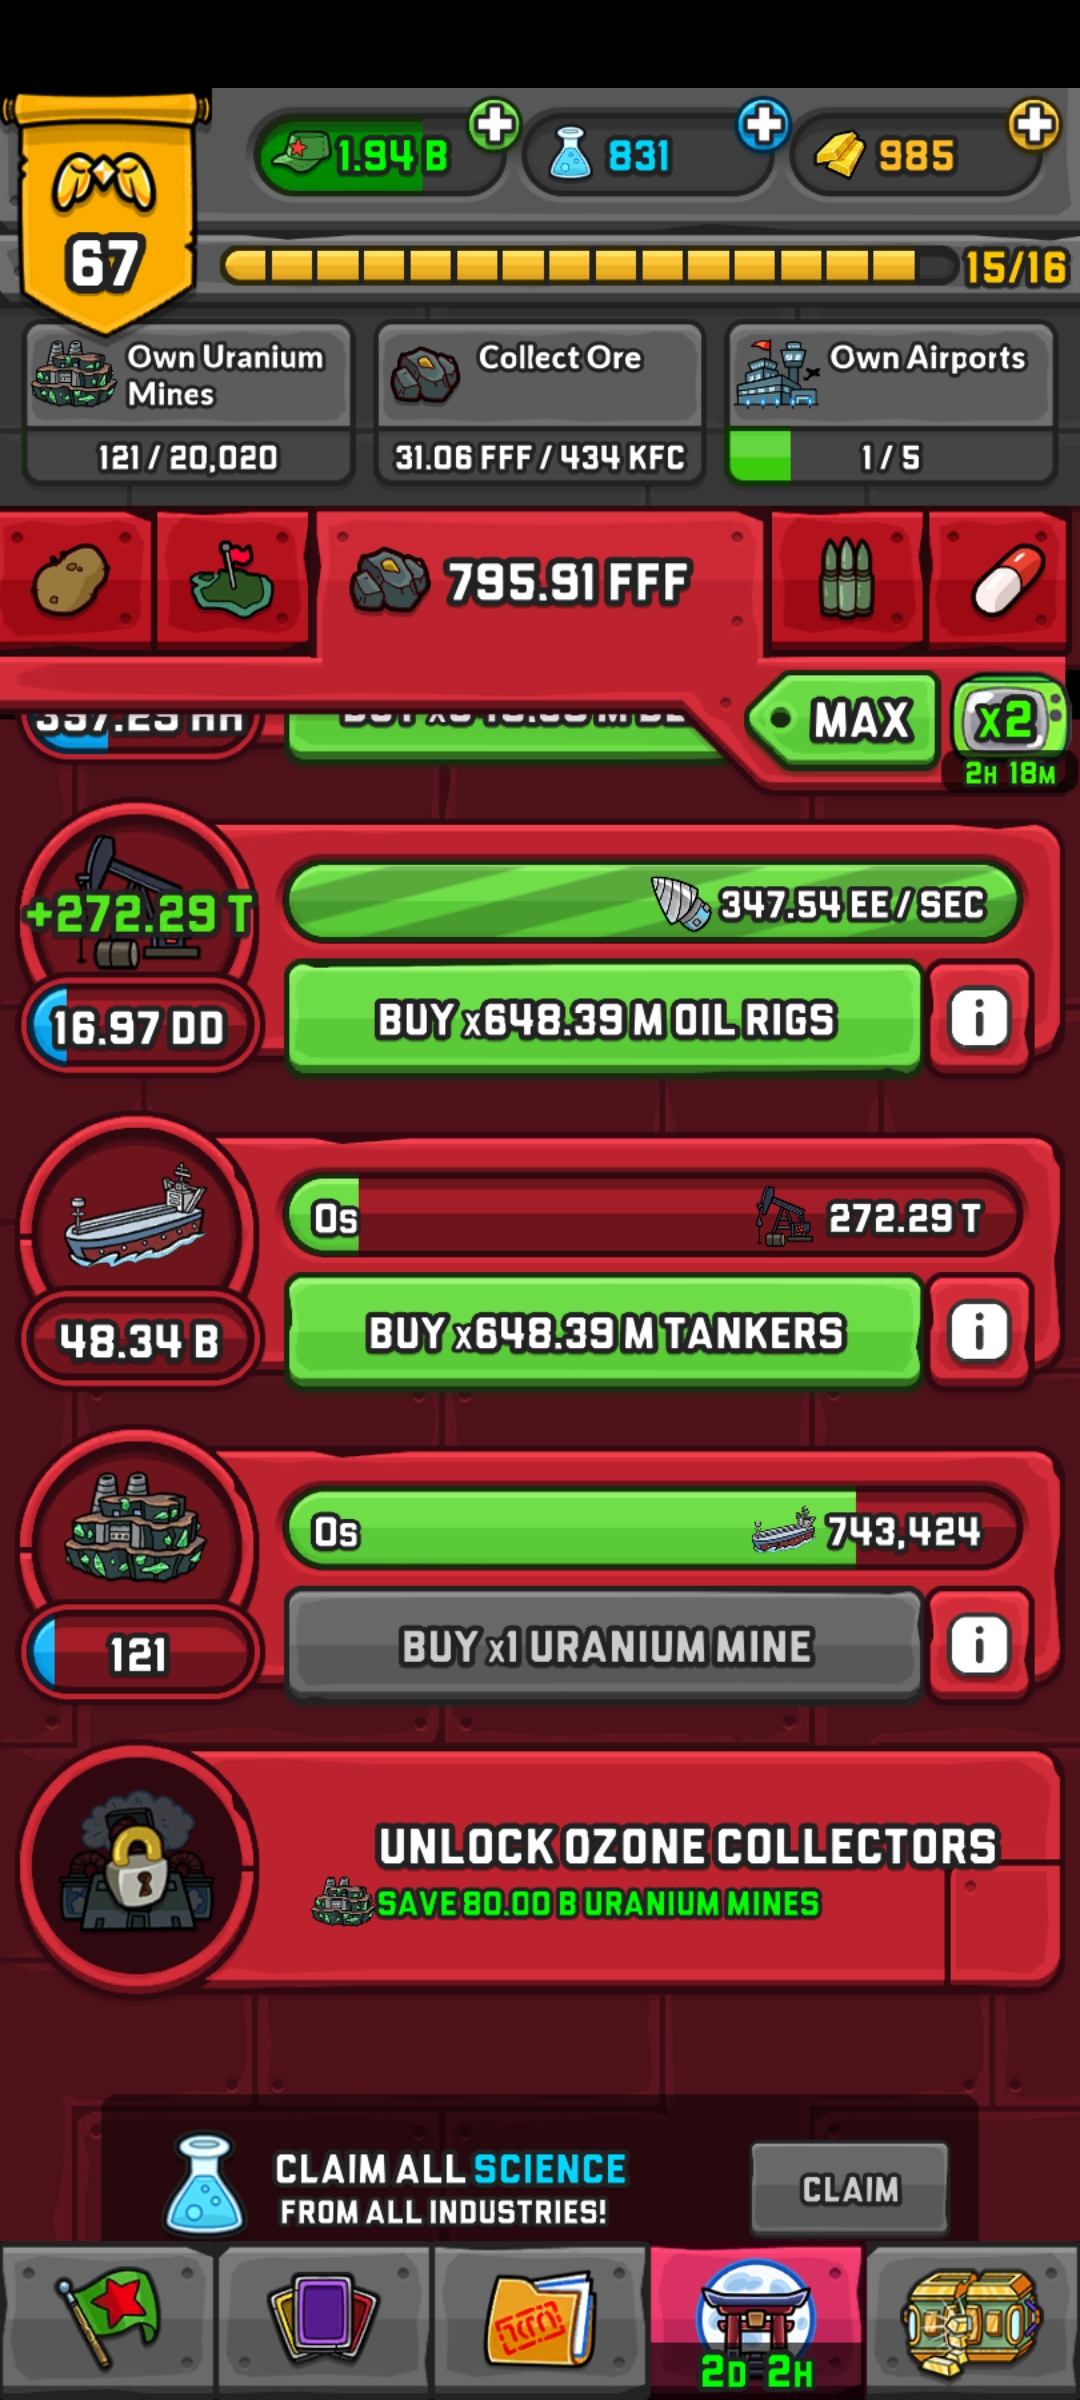 1.94 B
831
985
67
15/16
Own Uranium
Mines
Collect Ore
Own Airports
121 / 20,020
31.06 FFF / 434 KFC
1 / 5
795.91 FFF
MAX
x2
2H 18M
+272.29 T
347.54 EE / SEC
16.97 DD
BUY x648.39 M OIL RIGS
i
0s
272.29 T
48.34 B
BUY x648.39 M TANKERS
i
0s
743,424
121
BUY x1 URANIUM MINE
i
UNLOCK OZONE COLLECTORS
SAVE 80.00 B URANIUM MINES
CLAIM ALL SCIENCE
FROM ALL INDUSTRIES!
CLAIM
2D 2H